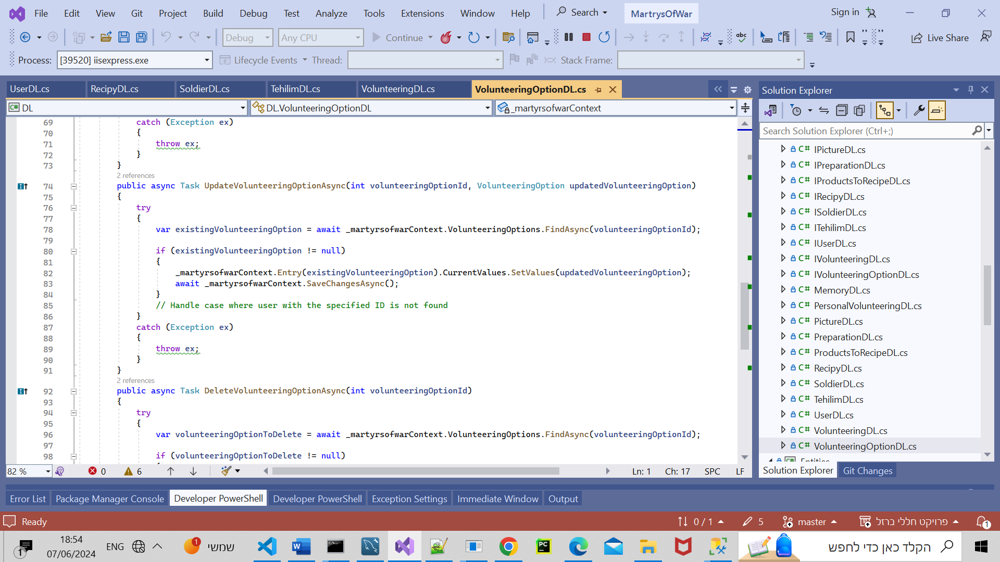 File Edit View Git Project Build Debug Test Analyze Tools Extensions Window Help Search MartrysOfWar Sign in
Debug Any CPU Continue abc Live Share
Process: [39520] iisexpress.exe Lifecycle Events Thread: Stack Frame:
UserDL.cs RecipyDL.cs SoldierDL.cs TehilimDL.cs VolunteeringDL.cs VolunteeringOptionDL.cs
DL DL.VolunteeringOptionDL _martyrsofwarContext
69 catch (Exception ex)
70 {
71 throw ex;
72 }
73 }
2 references
74 public async Task UpdateVolunteeringOptionAsync(int volunteeringOptionId, VolunteeringOption updatedVolunteeringOption)
75 {
76 try
77 {
78 var existingVolunteeringOption = await _martyrsofwarContext.VolunteeringOptions.FindAsync(volunteeringOptionId);
79
80 if (existingVolunteeringOption != null)
81 {
82 _martyrsofwarContext.Entry(existingVolunteeringOption).CurrentValues.SetValues(updatedVolunteeringOption);
83 await _martyrsofwarContext.SaveChangesAsync();
84 }
85 // Handle case where user with the specified ID is not found
86 }
87 catch (Exception ex)
88 {
89 throw ex;
90 }
91 }
2 references
92 public async Task DeleteVolunteeringOptionAsync(int volunteeringOptionId)
93 {
94 try
95 {
96 var volunteeringOptionToDelete = await _martyrsofwarContext.VolunteeringOptions.FindAsync(volunteeringOptionId);
97
98 if (volunteeringOptionToDelete != null)
82 % 0 6 Ln: 1 Ch: 17 SPC LF
Solution Explorer
Search Solution Explorer (Ctrl+;)
C# IPictureDL.cs
C# IPreparationDL.cs
C# IProductsToRecipeDL.cs
C# IRecipyDL.cs
C# ISoldierDL.cs
C# ITehilimDL.cs
C# IUserDL.cs
C# IVolunteeringDL.cs
C# IVolunteeringOptionDL.cs
C# MemoryDL.cs
C# PersonalVolunteeringDL.cs
C# PictureDL.cs
C# PreparationDL.cs
C# ProductsToRecipeDL.cs
C# RecipyDL.cs
C# SoldierDL.cs
C# TehilimDL.cs
C# UserDL.cs
C# VolunteeringDL.cs
C# VolunteeringOptionDL.cs
Entities
Solution Explorer Git Changes
Error List Package Manager Console Developer PowerShell Developer PowerShell Exception Settings Immediate Window Output
Ready 0 / 1 5 master פרויקט חללי ברזל 1
1 18:54 07/06/2024 ENG 1 שמשי הקלד כאן כדי לחפש